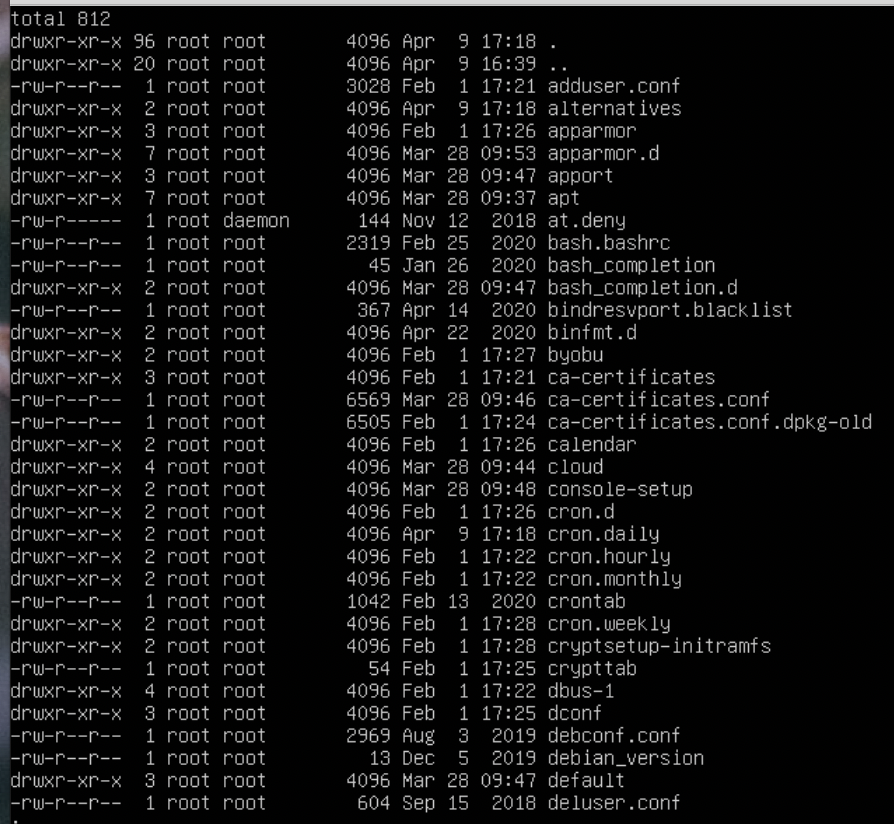 total 812
drwxr-xr-x 96 root root       4096 Apr  9 17:18 .
drwxr-xr-x 20 root root       4096 Apr  9 16:39 ..
-rw-r--r--  1 root root       3028 Feb  1 17:21 adduser.conf
drwxr-xr-x  2 root root       4096 Apr  9 17:18 alternatives
drwxr-xr-x  3 root root       4096 Feb  1 17:26 apparmor
drwxr-xr-x  7 root root       4096 Mar 28 09:53 apparmor.d
drwxr-xr-x  3 root root       4096 Mar 28 09:47 apport
drwxr-xr-x  7 root root       4096 Mar 28 09:37 apt
-rw-r-----  1 root daemon      144 Nov 12  2018 at.deny
-rw-r--r--  1 root root       2319 Feb 25  2020 bash.bashrc
-rw-r--r--  1 root root         45 Jan 26  2020 bash_completion
drwxr-xr-x  2 root root       4096 Mar 28 09:47 bash_completion.d
-rw-r--r--  1 root root        367 Apr 14  2020 bindresvport.blacklist
drwxr-xr-x  2 root root       4096 Apr 22  2020 binfmt.d
drwxr-xr-x  2 root root       4096 Feb  1 17:27 byobu
drwxr-xr-x  3 root root       4096 Feb  1 17:21 ca-certificates
-rw-r--r--  1 root root       6569 Mar 28 09:46 ca-certificates.conf
-rw-r--r--  1 root root       6505 Feb  1 17:24 ca-certificates.conf.dpkg-old
drwxr-xr-x  2 root root       4096 Feb  1 17:26 calendar
drwxr-xr-x  4 root root       4096 Mar 28 09:44 cloud
drwxr-xr-x  2 root root       4096 Mar 28 09:48 console-setup
drwxr-xr-x  2 root root       4096 Feb  1 17:26 cron.d
drwxr-xr-x  2 root root       4096 Apr  9 17:18 cron.daily
drwxr-xr-x  2 root root       4096 Feb  1 17:22 cron.hourly
drwxr-xr-x  2 root root       4096 Feb  1 17:22 cron.monthly
-rw-r--r--  1 root root       1042 Feb 13  2020 crontab
drwxr-xr-x  2 root root       4096 Feb  1 17:28 cron.weekly
drwxr-xr-x  2 root root       4096 Feb  1 17:28 cryptsetup-initramfs
-rw-r--r--  1 root root         54 Feb  1 17:25 crypttab
drwxr-xr-x  4 root root       4096 Feb  1 17:22 dbus-1
drwxr-xr-x  3 root root       4096 Feb  1 17:25 dconf
-rw-r--r--  1 root root       2969 Aug  3  2019 debconf.conf
-rw-r--r--  1 root root         13 Dec  5  2019 debian_version
drwxr-xr-x  3 root root       4096 Mar 28 09:47 default
-rw-r--r--  1 root root        604 Sep 15  2018 deluser.conf